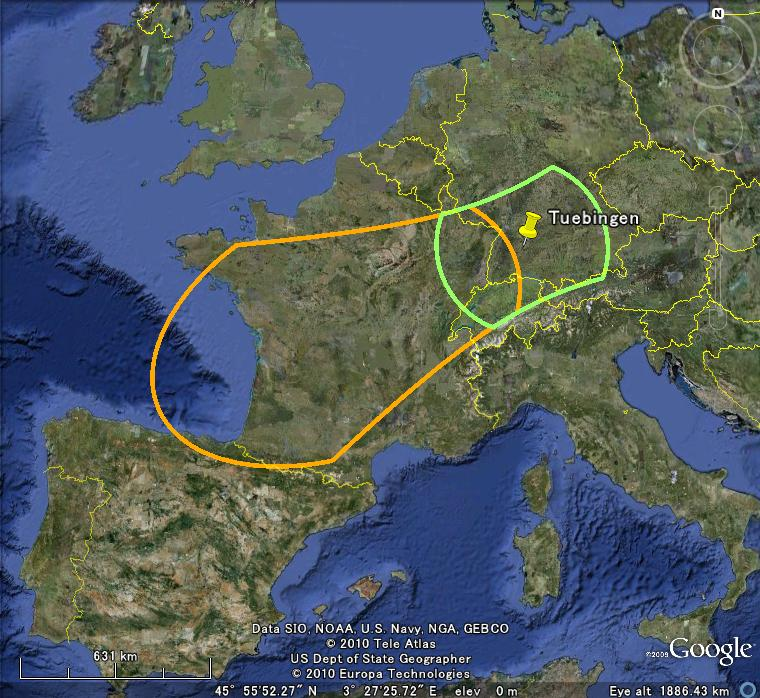 N
Tuebingen
Data SIO, NOAA, U.S. Navy, NGA, GEBCO
© 2010 Tele Atlas
US Dept of State Geographer
© 2010 Europa Technologies
©2009 Google
631 km
45° 55'52.27" N 3° 27'25.72" E elev 0 m Eye alt 1886.43 km